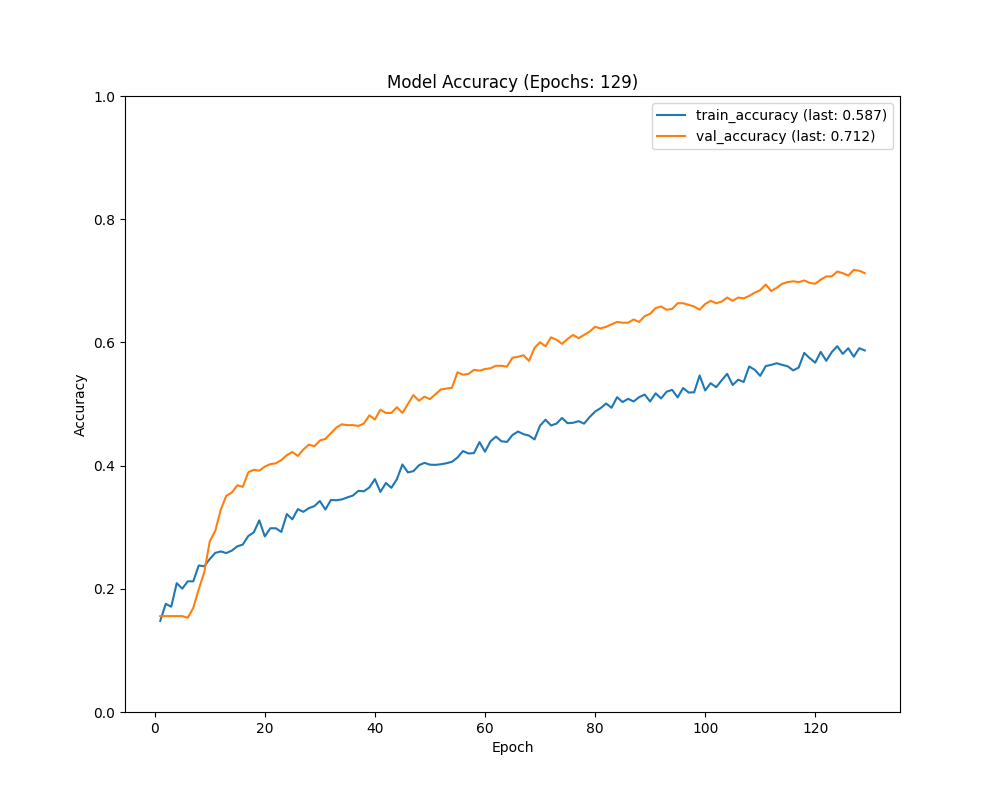 Model Accuracy (Epochs: 129)
train_accuracy (last: 0.587)
val_accuracy (last: 0.712)
Accuracy
1.0
0.8
0.6
0.4
0.2
0.0
0 20 40 60 80 100 120
Epoch